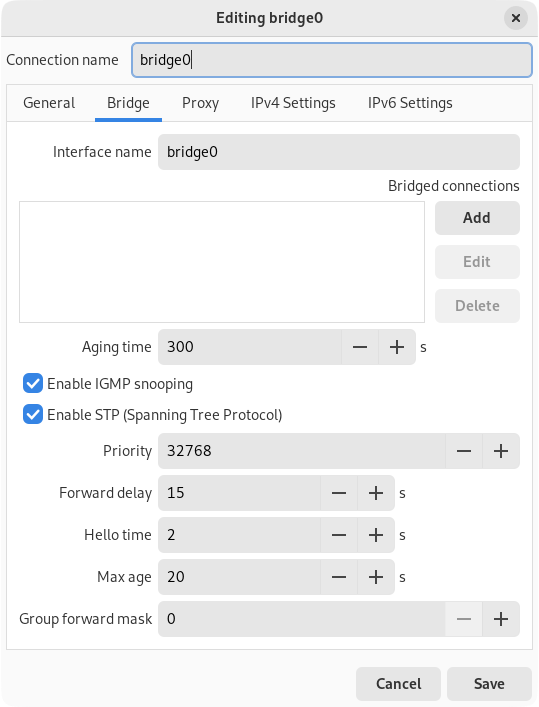 Editing bridge0
Connection name bridge0
General Bridge Proxy IPv4 Settings IPv6 Settings
Interface name bridge0
Bridged connections
Add
Edit
Delete
Aging time 300 s
Enable IGMP snooping
Enable STP (Spanning Tree Protocol)
Priority 32768
Forward delay 15 s
Hello time 2 s
Max age 20 s
Group forward mask 0
Cancel Save